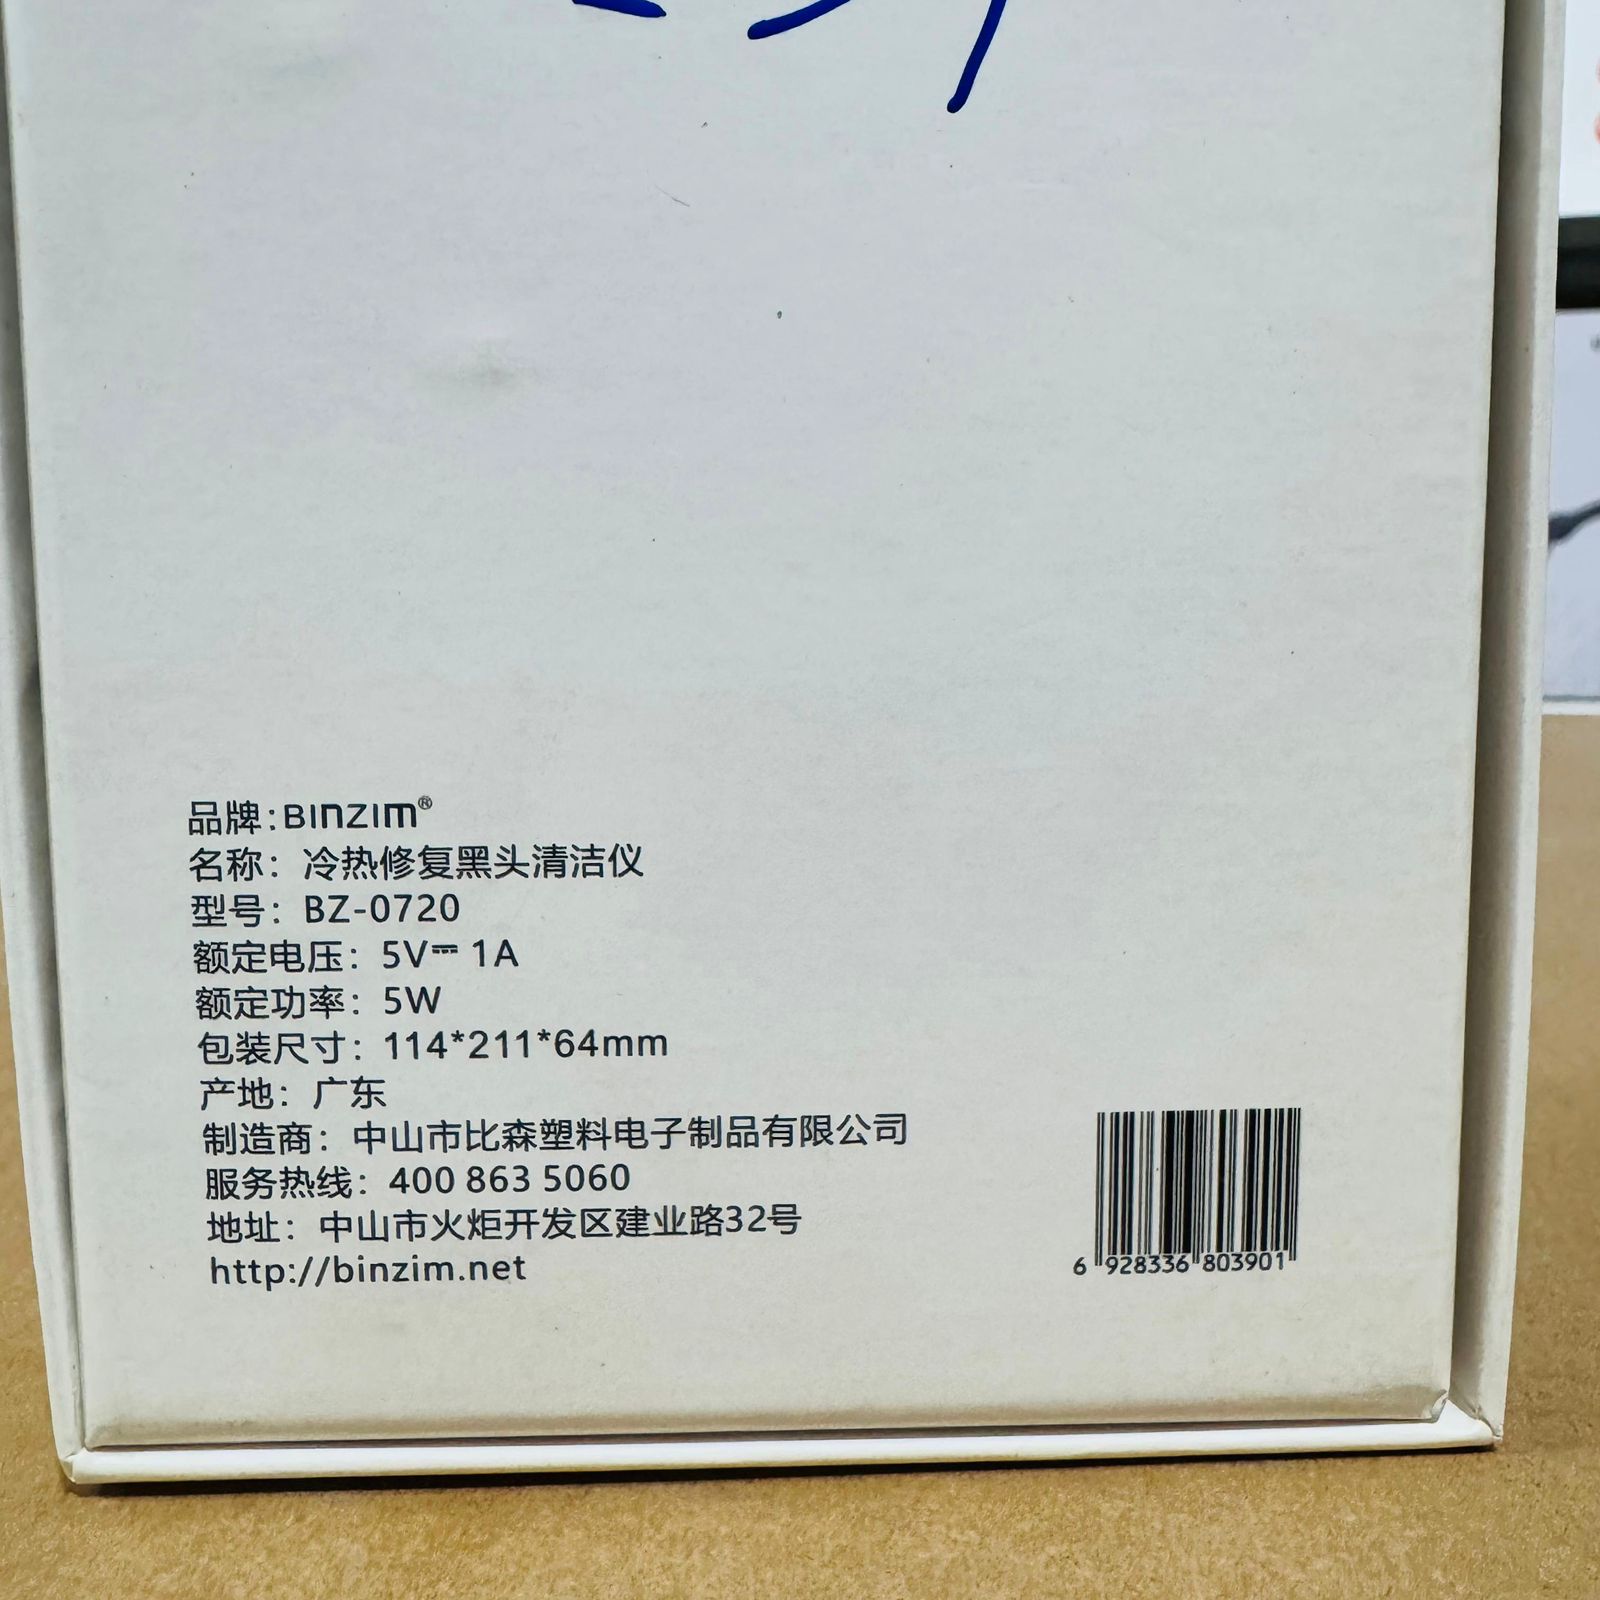 品牌:BINZIM®
名称：冷热修复黑头清洁仪
型号：BZ-0720
额定电压：5V⎓1A
额定功率：5W
包装尺寸：114*211*64mm
产地：广东
制造商：中山市比森塑料电子制品有限公司
服务热线：400 863 5060
地址：中山市火炬开发区建业路32号
http://binzim.net
6 928336 803901